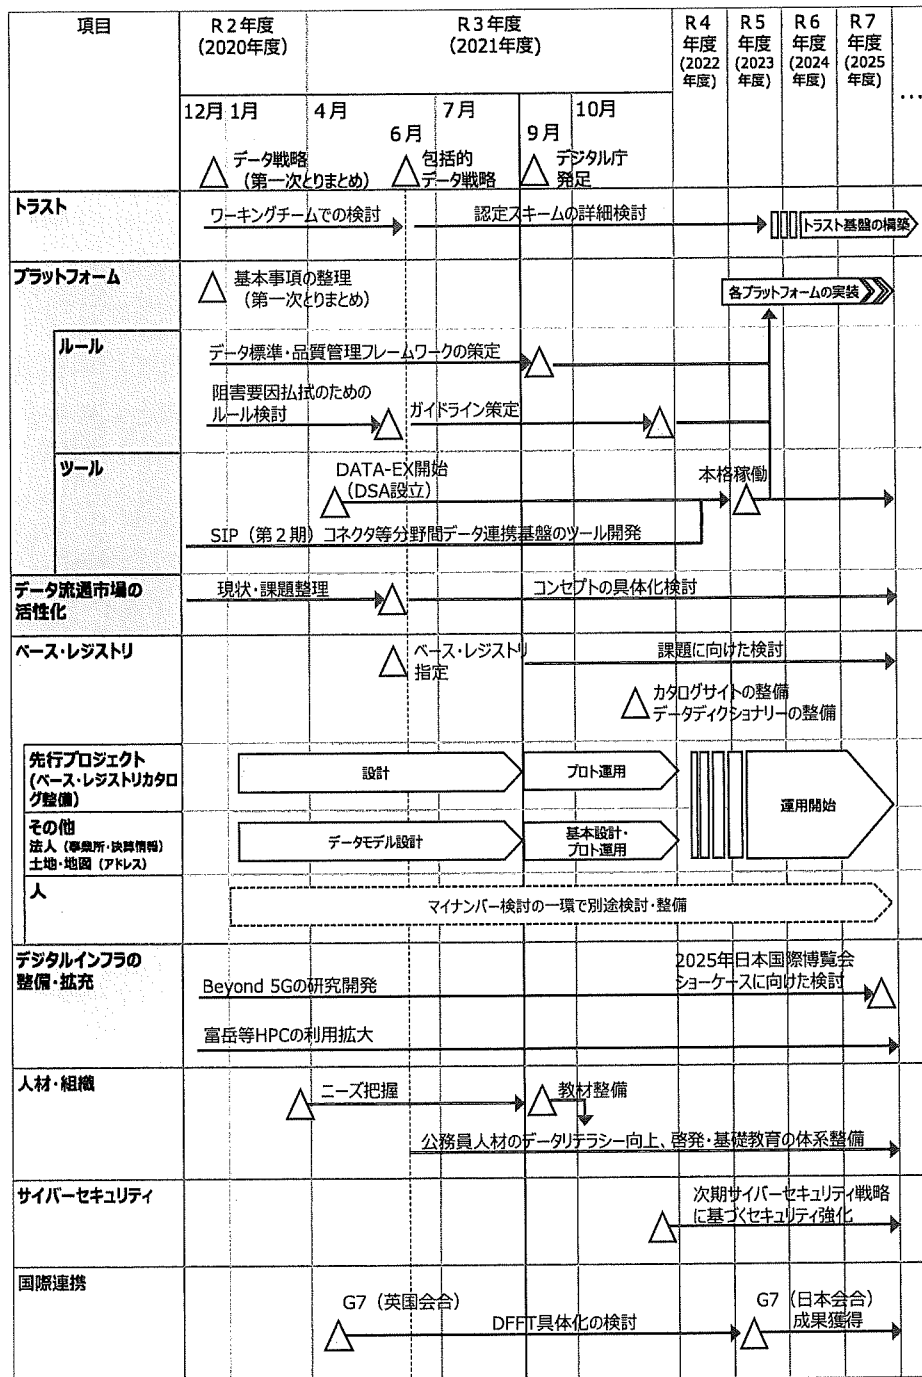 項目
R2年度
(2020年度)
R3年度
(2021年度)
R4
年度
(2022
年度)
R5
年度
(2023
年度)
R6
年度
(2024
年度)
R7
年度
(2025
年度)
…
12月
1月
4月
6月
7月
9月
10月
データ戦略
(第一次とりまとめ)
包括的
データ戦略
デジタル庁
発足
トラスト
ワーキングチームでの検討
認定スキームの詳細検討
トラスト基盤の構築
プラットフォーム
基本事項の整理
(第一次とりまとめ)
各プラットフォームの実装
ルール
データ標準・品質管理フレームワークの策定
阻害要因払拭のための
ルール検討
ガイドライン策定
ツール
DATA-EX開始
(DSA設立)
本格稼働
SIP(第2期)コネクタ等分野間データ連携基盤のツール開発
データ流通市場の
活性化
現状・課題整理
コンセプトの具体化検討
ベース・レジストリ
ベース・レジストリ
指定
課題に向けた検討
カタログサイトの整備
データディクショナリーの整備
先行プロジェクト
(ベース・レジストリカタロ
グ整備)
設計
プロト運用
運用開始
その他
法人(事業所・決算情報)
土地・地図(アドレス)
データモデル設計
基本設計・
プロト運用
人
マイナンバー検討の一環で別途検討・整備
デジタルインフラの
整備・拡充
Beyond 5Gの研究開発
2025年日本国際博覧会
ショーケースに向けた検討
富岳等HPCの利用拡大
人材・組織
ニーズ把握
教材整備
公務員人材のデータリテラシー向上、啓発・基礎教育の体系整備
サイバーセキュリティ
次期サイバーセキュリティ戦略
に基づくセキュリティ強化
国際連携
G7(英国会合)
DFFT具体化の検討
G7(日本会合)
成果獲得